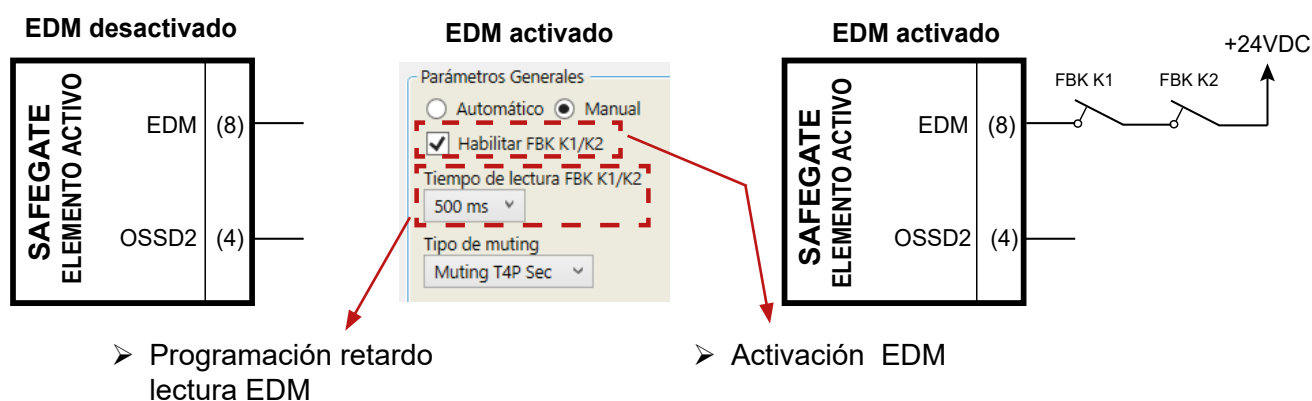 EDM desactivado
SAFEGATE
ELEMENTO ACTIVO
EDM (8)
OSSD2 (4)
EDM activado
Parámetros Generales
Automático Manual
Habilitar FBK K1/K2
Tiempo de lectura FBK K1/K2
500 ms
Tipo de muting
Muting T4P Sec
EDM activado
+24VDC
FBK K1 FBK K2
SAFEGATE
ELEMENTO ACTIVO
EDM (8)
OSSD2 (4)
➢ Programación retardo
lectura EDM
➢ Activación EDM